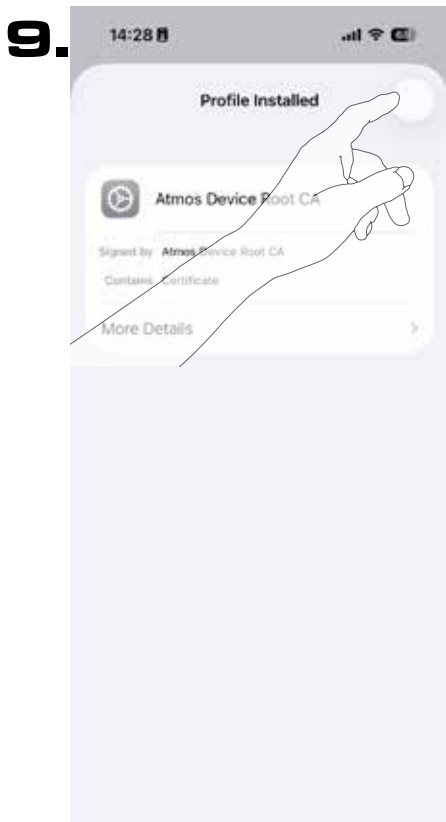 9.
14:28
Profile Installed
Atmos Device Root CA
Signed by Atmos Device Root CA
Contains Certificate
More Details